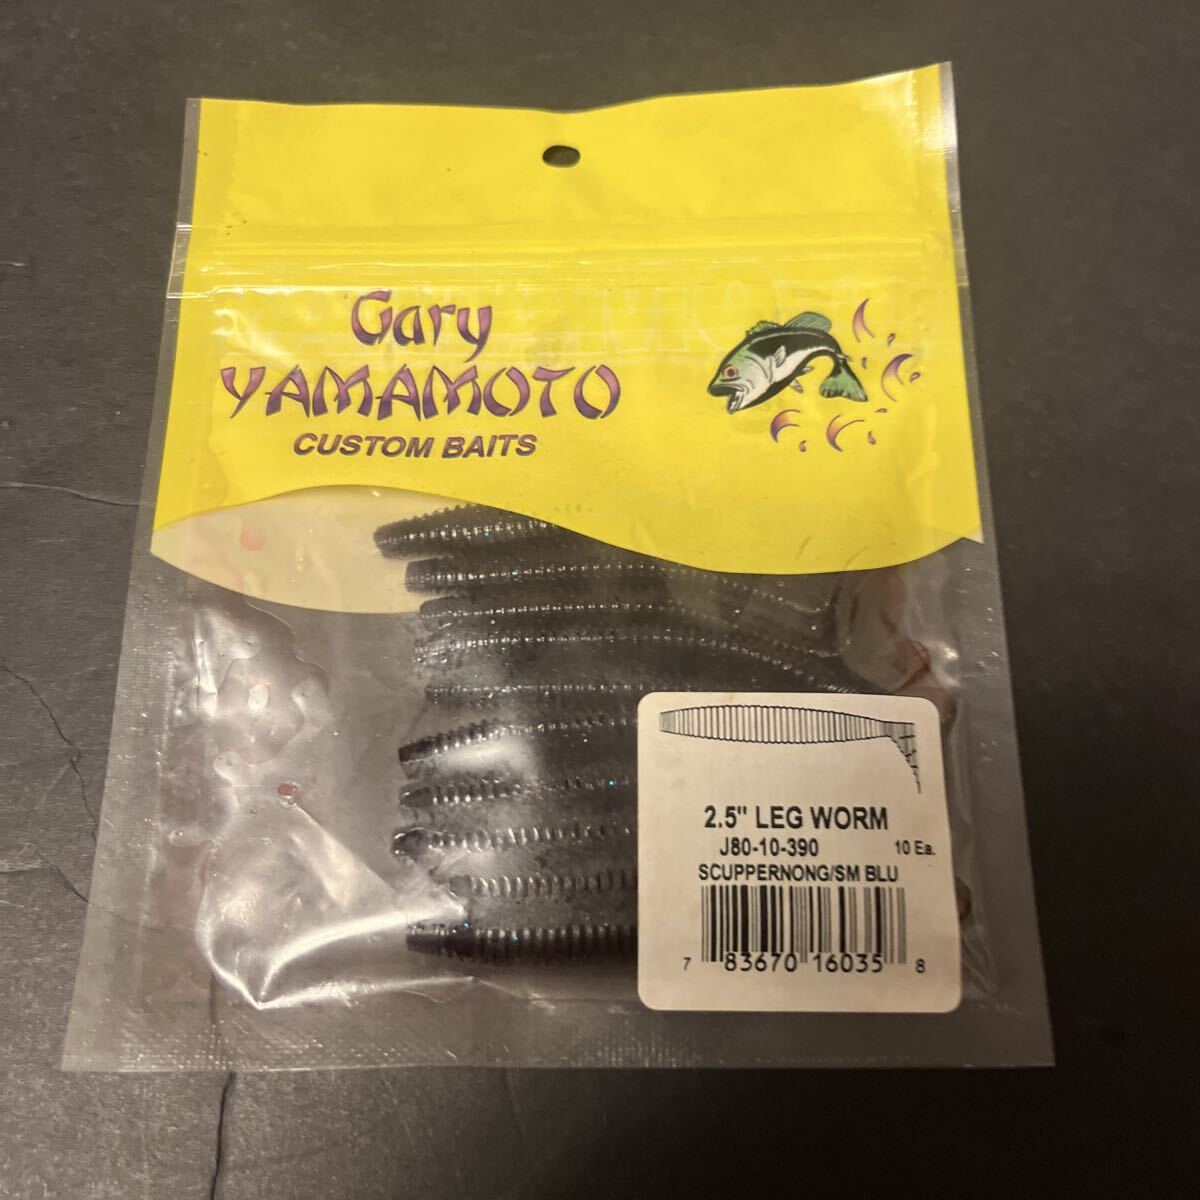 Gary
YAMAMOTO
CUSTOM BAITS
2.5" LEG WORM
J80-10-390 10 Ea.
SCUPPERNONG/SM BLU
7 83670 16035 8